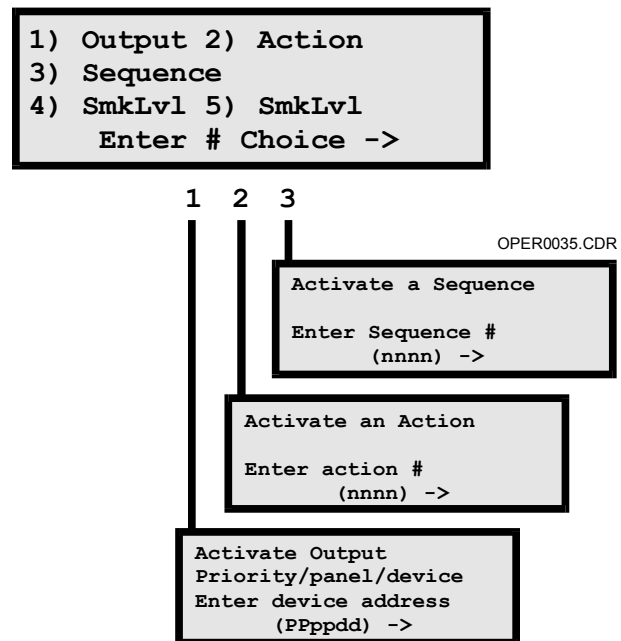 1) Output 2) Action
3) Sequence
4) SmkLvl 5) SmkLvl
Enter # Choice ->
1 2 3
OPER0035.CDR
Activate a Sequence
Enter Sequence #
(nnnn) ->
Activate an Action
Enter action #
(nnnn) ->
Activate Output
Priority/panel/device
Enter device address
(PPppdd) ->